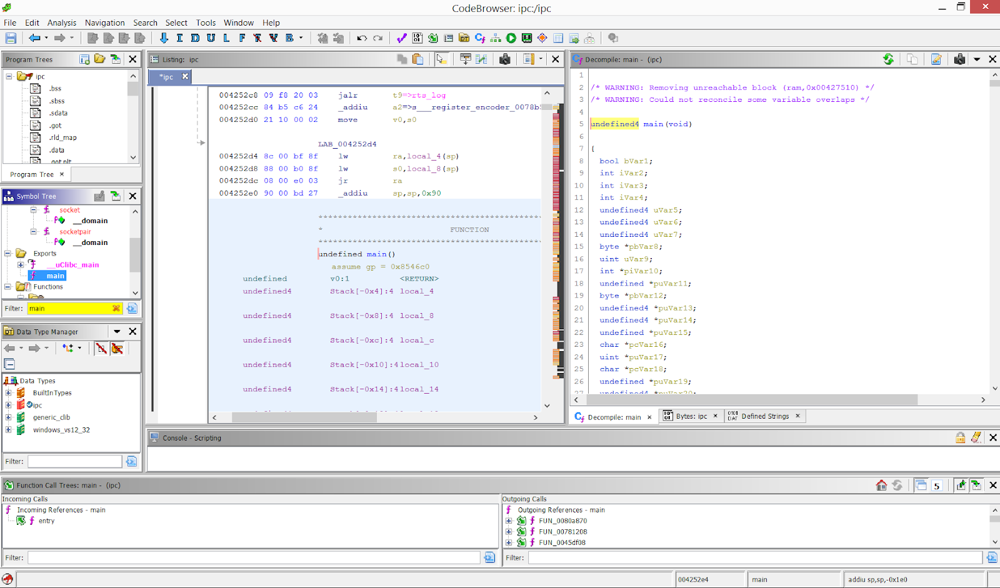 CodeBrowser: ipc:/ipc
File Edit Analysis Navigation Search Select Tools Window Help
I D U L F B
Program Trees
ipc
.bss
.sbss
.sdata
.got
.rld_map
.data
.got.plt
Program Tree
Symbol Tree
socket
__domain
socketpair
__domain
Exports
__uClibc_main
main
Functions
Filter: main
Data Type Manager
Data Types
BuiltInTypes
ipc
generic_clib
windows_vs12_32
Filter:
Listing: ipc
*ipc
004252c8 09 f8 20 03 jalr t9=>rts_log
004252cc 84 b5 c6 24 _addiu a2=>s___register_encoder_0078b5
004252d0 21 10 00 02 move v0,s0
LAB_004252d4
004252d4 8c 00 bf 8f lw ra,local_4(sp)
004252d8 88 00 b0 8f lw s0,local_8(sp)
004252dc 08 00 e0 03 jr ra
004252e0 90 00 bd 27 _addiu sp,sp,0x90
* FUNCTION
undefined main()
assume gp = 0x8546c0
undefined v0:1 <RETURN>
undefined4 Stack[-0x4]:4 local_4
undefined4 Stack[-0x8]:4 local_8
undefined4 Stack[-0xc]:4 local_c
undefined4 Stack[-0x10]:4 local_10
undefined4 Stack[-0x14]:4 local_14
Decompile: main - (ipc)
1
2 /* WARNING: Removing unreachable block (ram,0x00427510) */
3 /* WARNING: Could not reconcile some variable overlaps */
4
5 undefined4 main(void)
6
7 {
8 bool bVar1;
9 int iVar2;
10 int iVar3;
11 int iVar4;
12 undefined4 uVar5;
13 undefined4 uVar6;
14 undefined4 uVar7;
15 byte *pbVar8;
16 uint uVar9;
17 int *piVar10;
18 undefined *puVar11;
19 byte *pbVar12;
20 undefined4 *puVar13;
21 undefined4 *puVar14;
22 undefined *puVar15;
23 char *pcVar16;
24 uint *puVar17;
25 char *pcVar18;
26 undefined *puVar19;
27 undefined4 *puVar20;
Decompile: main Bytes: ipc Defined Strings
Console - Scripting
Function Call Trees: main - (ipc)
5
Incoming Calls
Incoming References - main
entry
Filter:
Outgoing Calls
Outgoing References - main
FUN_0080a870
FUN_00781208
FUN_0045df08
Filter:
004252e4 main addiu sp,sp,-0x1e0